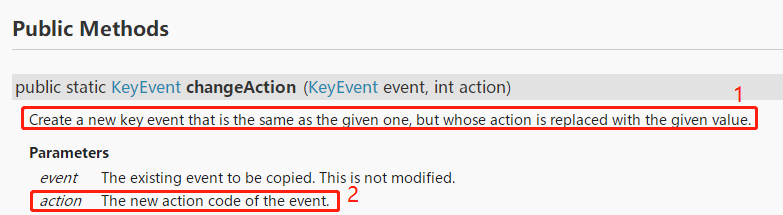 Public Methods
public static KeyEvent changeAction (KeyEvent event, int action)
1
Create a new key event that is the same as the given one, but whose action is replaced with the given value.
Parameters
event The existing event to be copied. This is not modified.
action The new action code of the event. 2